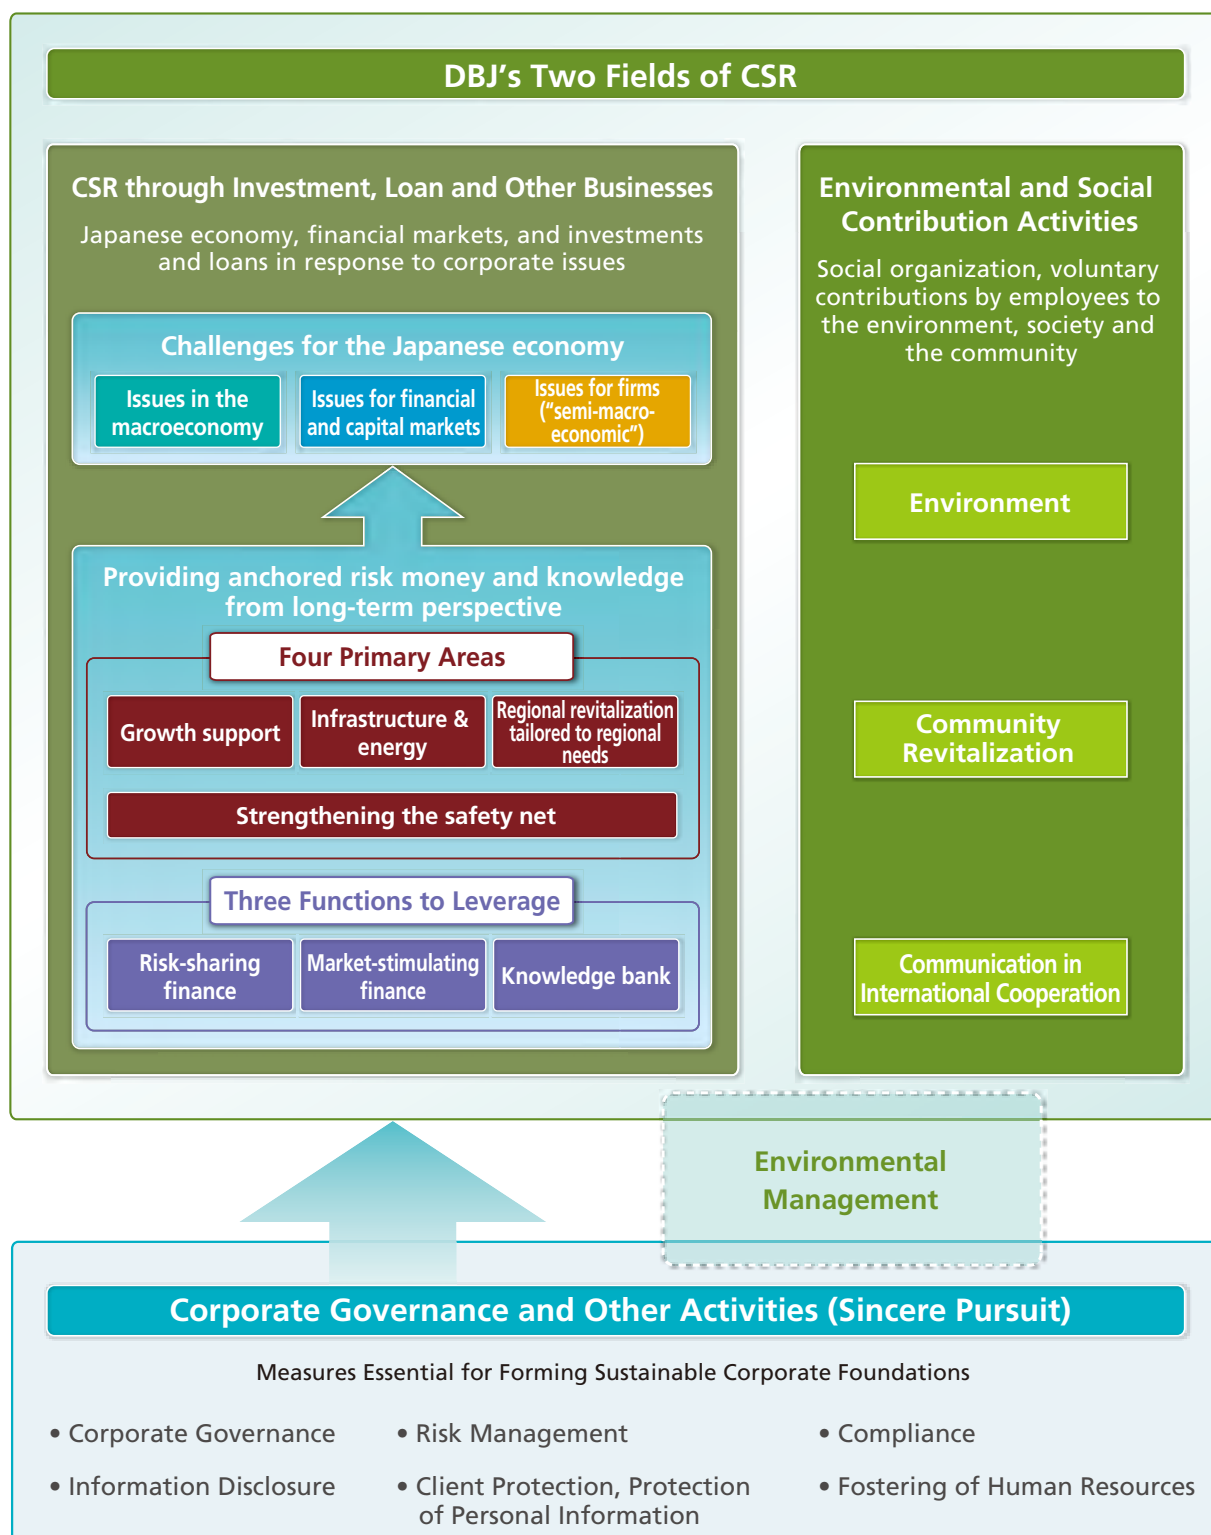 DBJ's Two Fields of CSR
CSR through Investment, Loan and Other Businesses
Japanese economy, financial markets, and investments
and loans in response to corporate issues
Challenges for the Japanese economy
Issues in the
macroeconomy
Issues for financial
and capital markets
Issues for firms
(“semi-macro-
economic”)
Providing anchored risk money and knowledge
from long-term perspective
Four Primary Areas
Growth support
Infrastructure &
energy
Regional revitalization
tailored to regional
needs
Strengthening the safety net
Three Functions to Leverage
Risk-sharing
finance
Market-stimulating
finance
Knowledge bank
Environmental and Social
Contribution Activities
Social organization, voluntary
contributions by employees to
the environment, society and
the community
Environment
Community
Revitalization
Communication in
International Cooperation
Environmental
Management
Corporate Governance and Other Activities (Sincere Pursuit)
Measures Essential for Forming Sustainable Corporate Foundations
• Corporate Governance
• Risk Management
• Compliance
• Information Disclosure
• Client Protection, Protection
of Personal Information
• Fostering of Human Resources